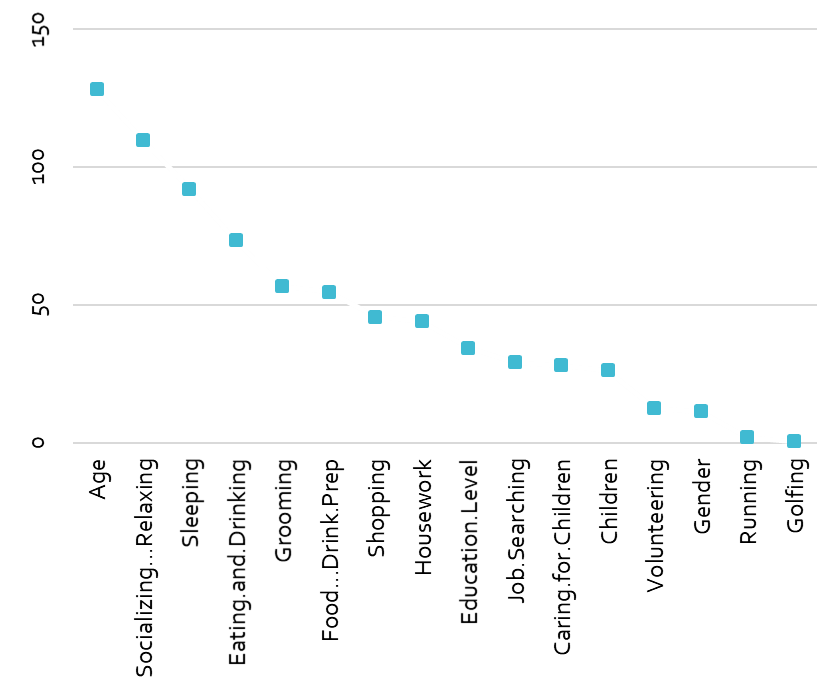 150
100
50
0
Age
Socializing...Relaxing
Sleeping
Eating.and.Drinking
Grooming
Food...Drink.Prep
Shopping
Housework
Education.Level
Job.Searching
Caring.for.Children
Children
Volunteering
Gender
Running
Golfing